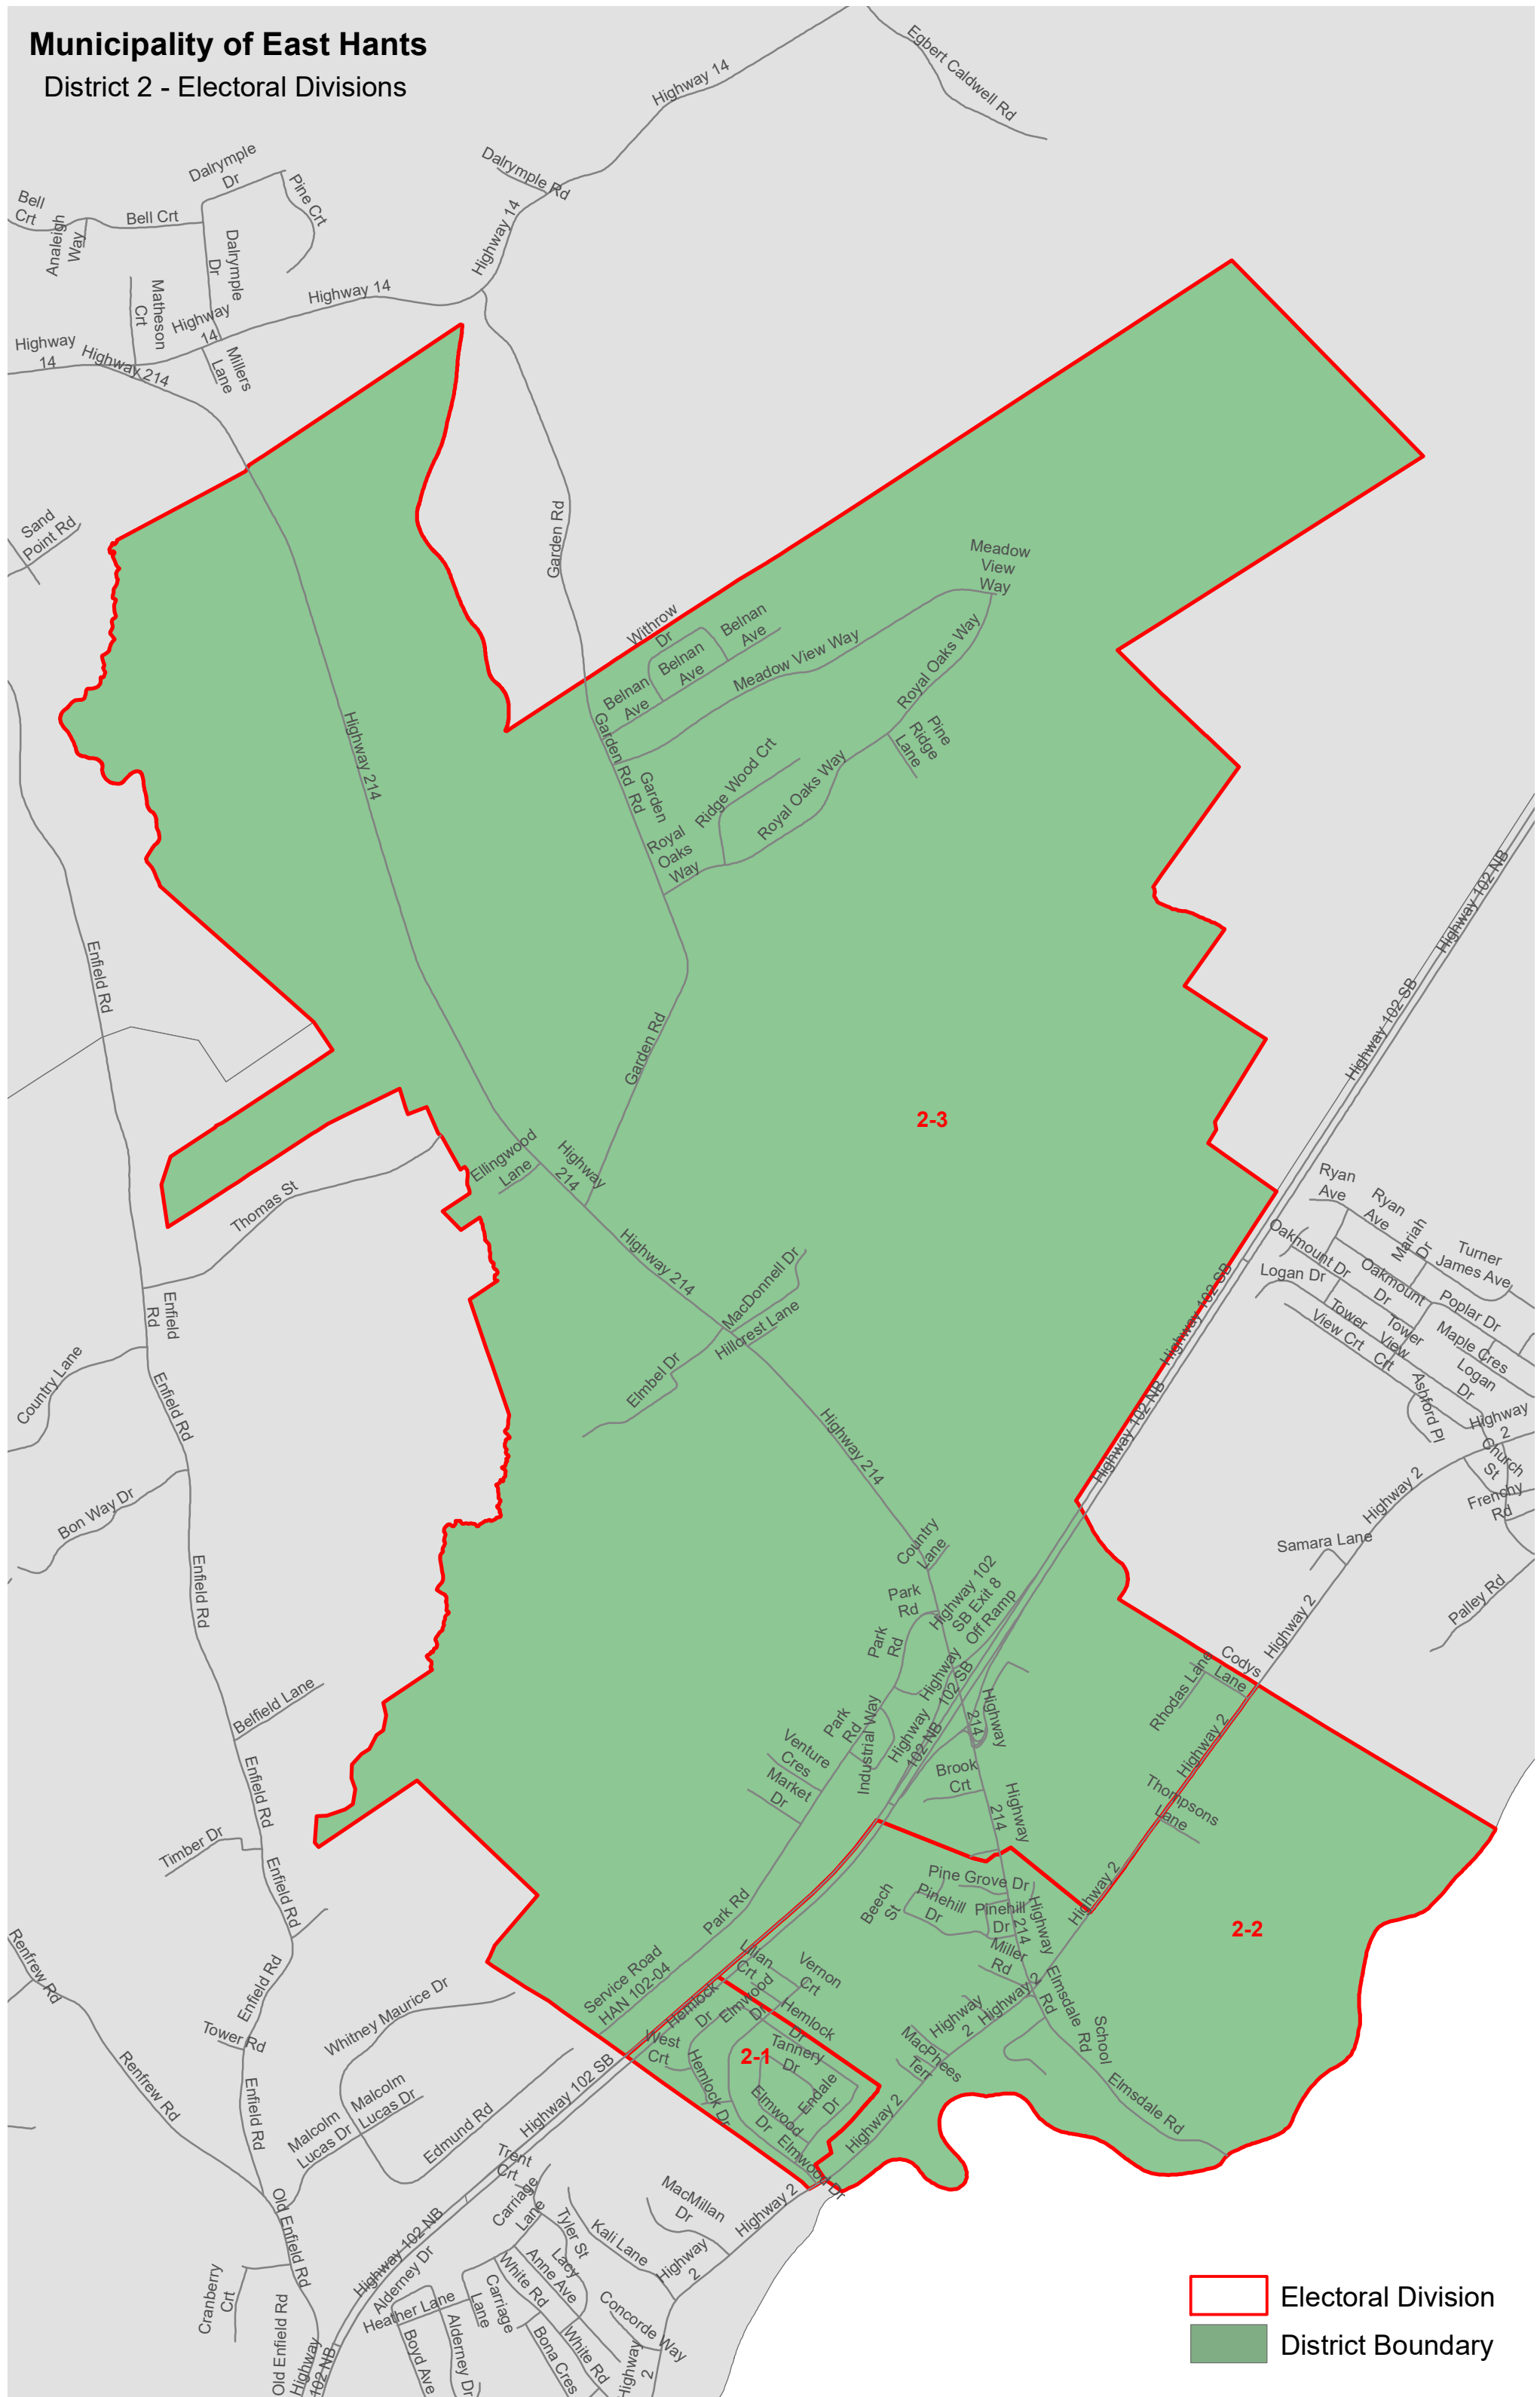 Municipality of East Hants
District 2 - Electoral Divisions
Egbert Caldwell Rd
Highway 14
Dalrymple Rd
Dalrymple
Dr
Pine Crt
Bell
Crt
Analeigh
Way
Bell Crt
Dalrymple
Dr
Highway 14
Matheson
Crt
Highway
14
Highway 14
Highway
14
Highway 214
Millers
Lane
Sand
Point Rd
Garden Rd
Meadow
View
Way
Withrow
Dr
Belnan
Ave
Belnan
Ave
Belnan
Ave
Meadow View Way
Royal Oaks Way
Pine
Ridge
Lane
Highway 214
Garden Rd
Garden
Rd
Ridge Wood Crt
Royal Oaks Way
Royal
Oaks
Way
Highway 102 NB
Enfield Rd
Highway 102 SB
Garden Rd
2-3
Ellingwood
Lane
Highway
214
Thomas St
Ryan
Ave
Ryan
Ave
Mariah
Dr
Turner
James Ave
Oakmount Dr
Logan Dr
Oakmount
Dr
Poplar Dr
Tower
View Crt
Tower
View
Crt
Maple Cres
Logan
Dr
Ashford Pl
Highway
2
Church
St
Frenchy
Rd
Highway 214
MacDonnell Dr
Hillcrest Lane
Elmbel Dr
Highway 102 SB
Highway 102 NB
Enfield
Rd
Country Lane
Enfield Rd
Highway 214
Bon Way Dr
Highway 2
Samara Lane
Palley Rd
Country
Lane
Enfield Rd
Park
Rd
Highway 102
SB Exit 8
Off Ramp
Park
Rd
Highway
102 SB
Highway 2
Codys
Lane
Rhodas Lane
Belfield Lane
Highway
214
Park
Rd
Industrial Way
Highway
102 NB
Highway 2
Venture
Cres
Market
Dr
Brook
Crt
Highway
214
Thompsons
Lane
Enfield Rd
Timber Dr
Enfield Rd
Pine Grove Dr
Beech
St
Pinehill
Dr
Pinehill
Dr
Highway
214
Highway 2
2-2
Park Rd
Miller
Rd
Renfrew Rd
Enfield Rd
Service Road
HAN 102-04
Lilian
Crt
Vernon
Crt
Elmwood
Dr
Hemlock
Dr
Hemlock
Dr
Highway 2
Highway
2
Elmsdale
Rd
School
Rd
Whitney Maurice Dr
Tower Rd
West
Crt
2-1
Tannery
Dr
MacPhees
Terr
Hemlock Dr
Elmwood
Dr
Endale
Dr
Elmsdale Rd
Highway 2
Elmwood Dr
Renfrew Rd
Enfield Rd
Malcolm
Lucas Dr
Malcolm
Lucas Dr
Edmund Rd
Highway 102 SB
Trent
Crt
Carriage
Lane
MacMillan
Dr
Highway 2
Old Enfield Rd
Highway 102 NB
Tyler St
Kali Lane
Highway
2
Cranberry
Crt
Alderney Dr
White Rd
Anne Ave
Lacy
Carriage
Lane
Heather Lane
Concorde Way
Old Enfield Rd
Highway
102 NB
Boyd Ave
Alderney Dr
Bona Cres
White Rd
Highway
2
Electoral Division
District Boundary